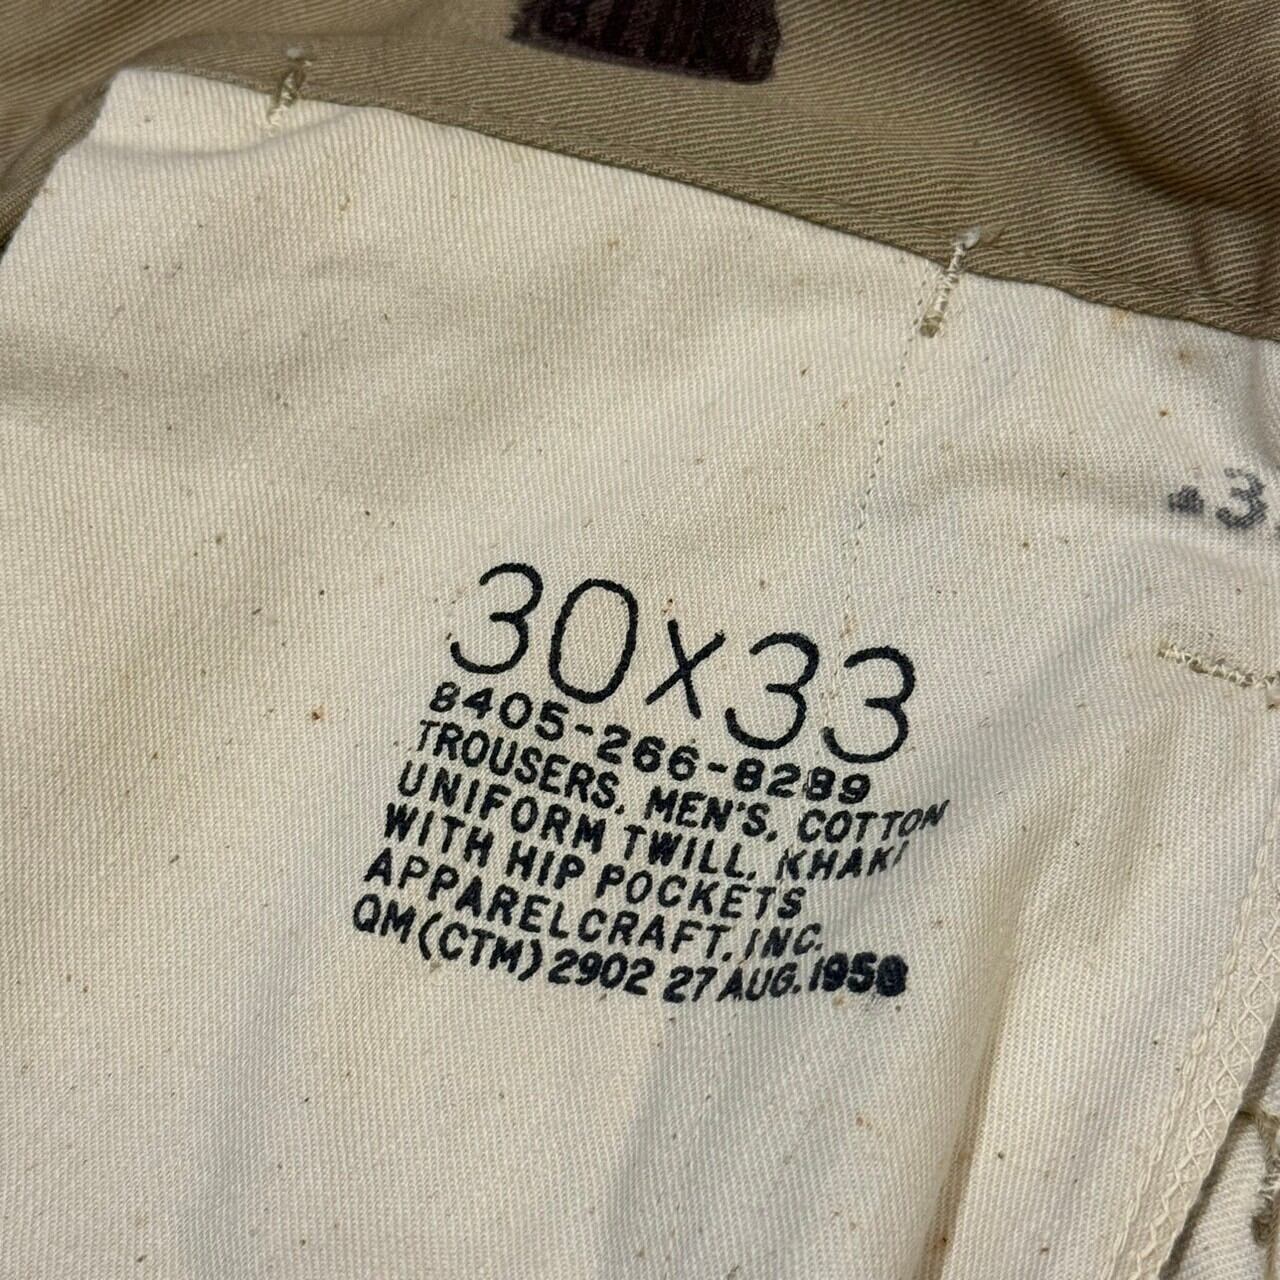 30x33
8405-266-8289
TROUSERS, MEN'S, COTTON
UNIFORM TWILL, KHAKI
WITH HIP POCKETS
APPARELCRAFT, INC.
QM(CTM) 2902 27 AUG. 1958